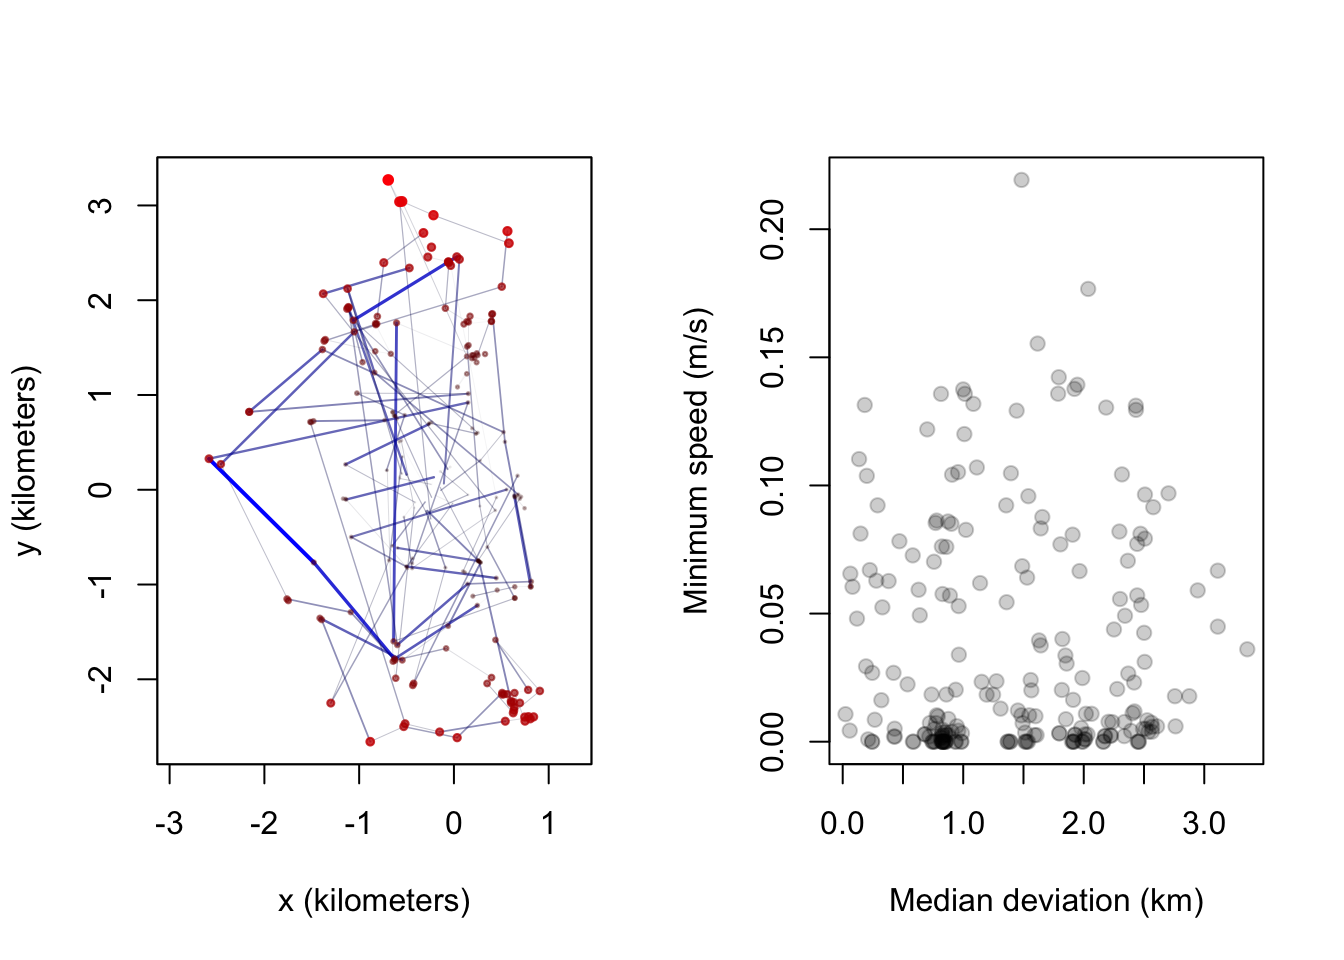 y (kilometers)
3
2
1
0
-1
-2
-3 -2 -1 0 1
x (kilometers)
Minimum speed (m/s)
0.20
0.15
0.10
0.05
0.00
0.0 1.0 2.0 3.0
Median deviation (km)